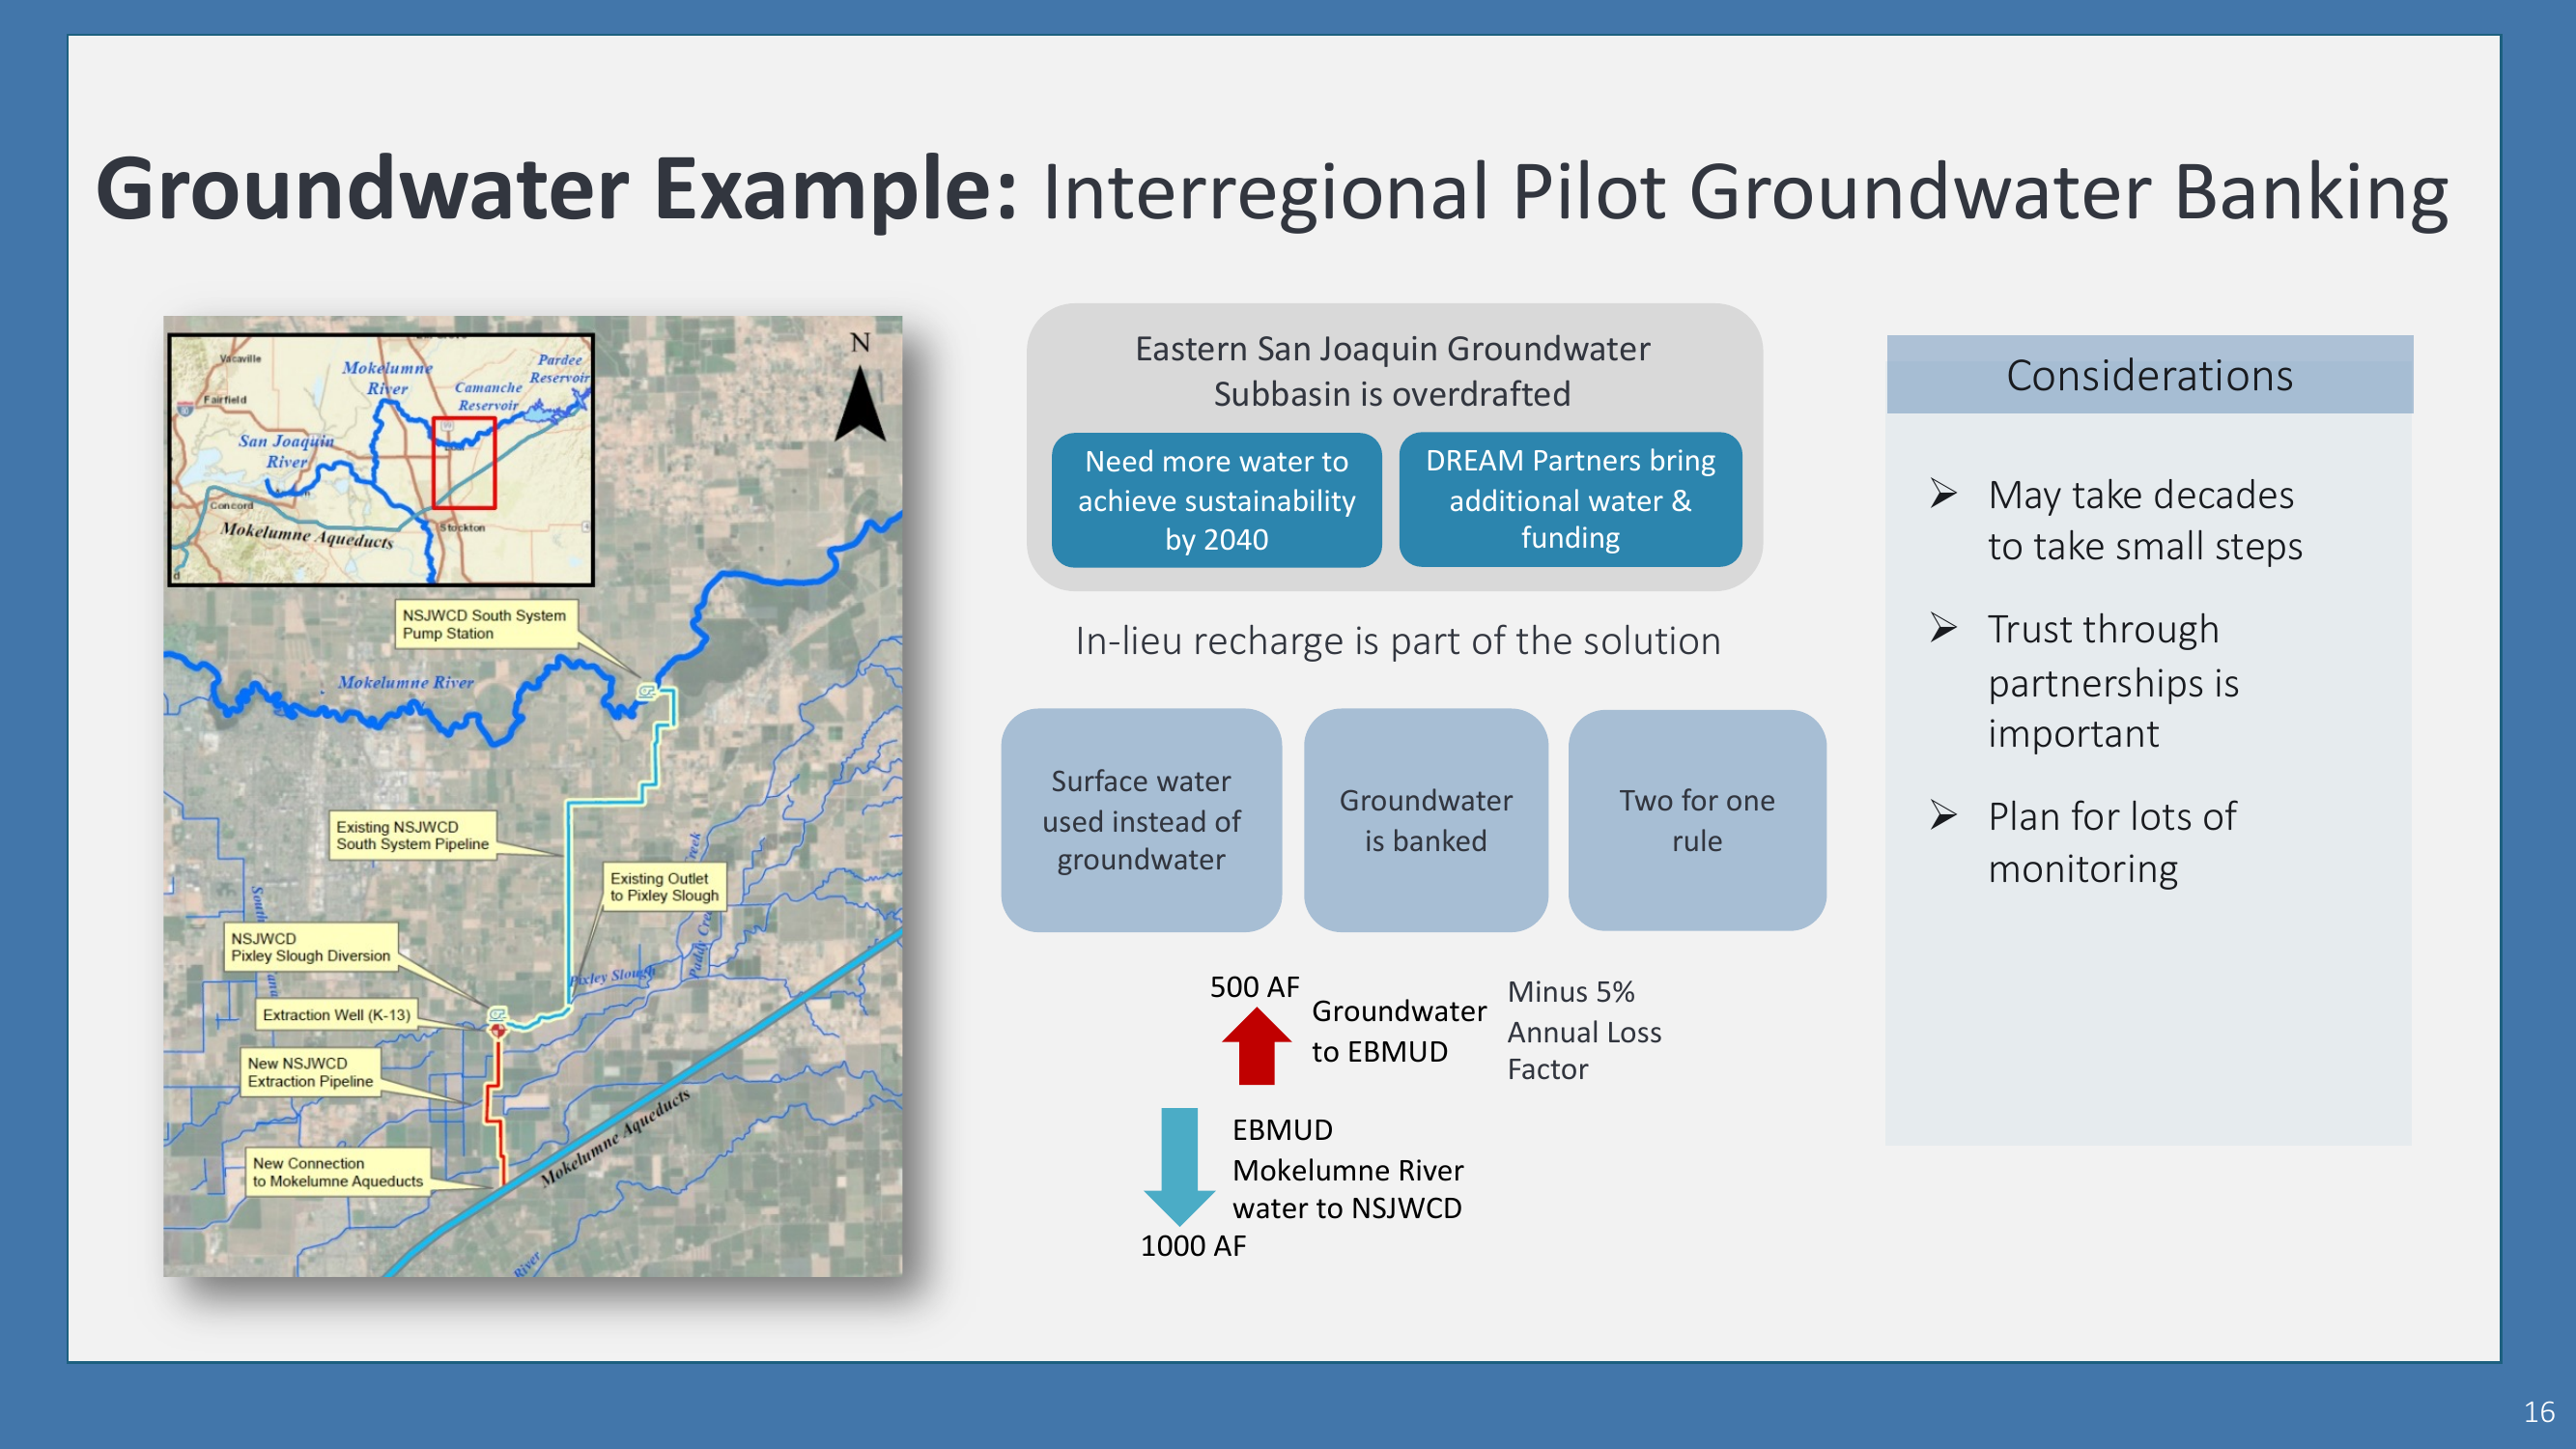 Groundwater Example: Interregional Pilot Groundwater Banking
N
Vacaville
Fairfield
Mokelumne
River
Pardee
Reservoir
Camanche
Reservoir
San Joaquin
River
Concord
Mokelumne Aqueducts
Stockton
NSJWCD South System
Pump Station
Mokelumne River
Existing NSJWCD
South System Pipeline
Existing Outlet
to Pixley Slough
NSJWCD
Pixley Slough Diversion
Pixley Slough
Extraction Well (K-13)
New NSJWCD
Extraction Pipeline
New Connection
to Mokelumne Aqueducts
Mokelumne Aqueducts
River
Eastern San Joaquin Groundwater
Subbasin is overdrafted
Need more water to
achieve sustainability
by 2040
DREAM Partners bring
additional water &
funding
In-lieu recharge is part of the solution
Surface water
used instead of
groundwater
Groundwater
is banked
Two for one
rule
500 AF
Groundwater
to EBMUD
Minus 5%
Annual Loss
Factor
EBMUD
Mokelumne River
water to NSJWCD
1000 AF
Considerations
➢ May take decades
to take small steps
➢ Trust through
partnerships is
important
➢ Plan for lots of
monitoring
16